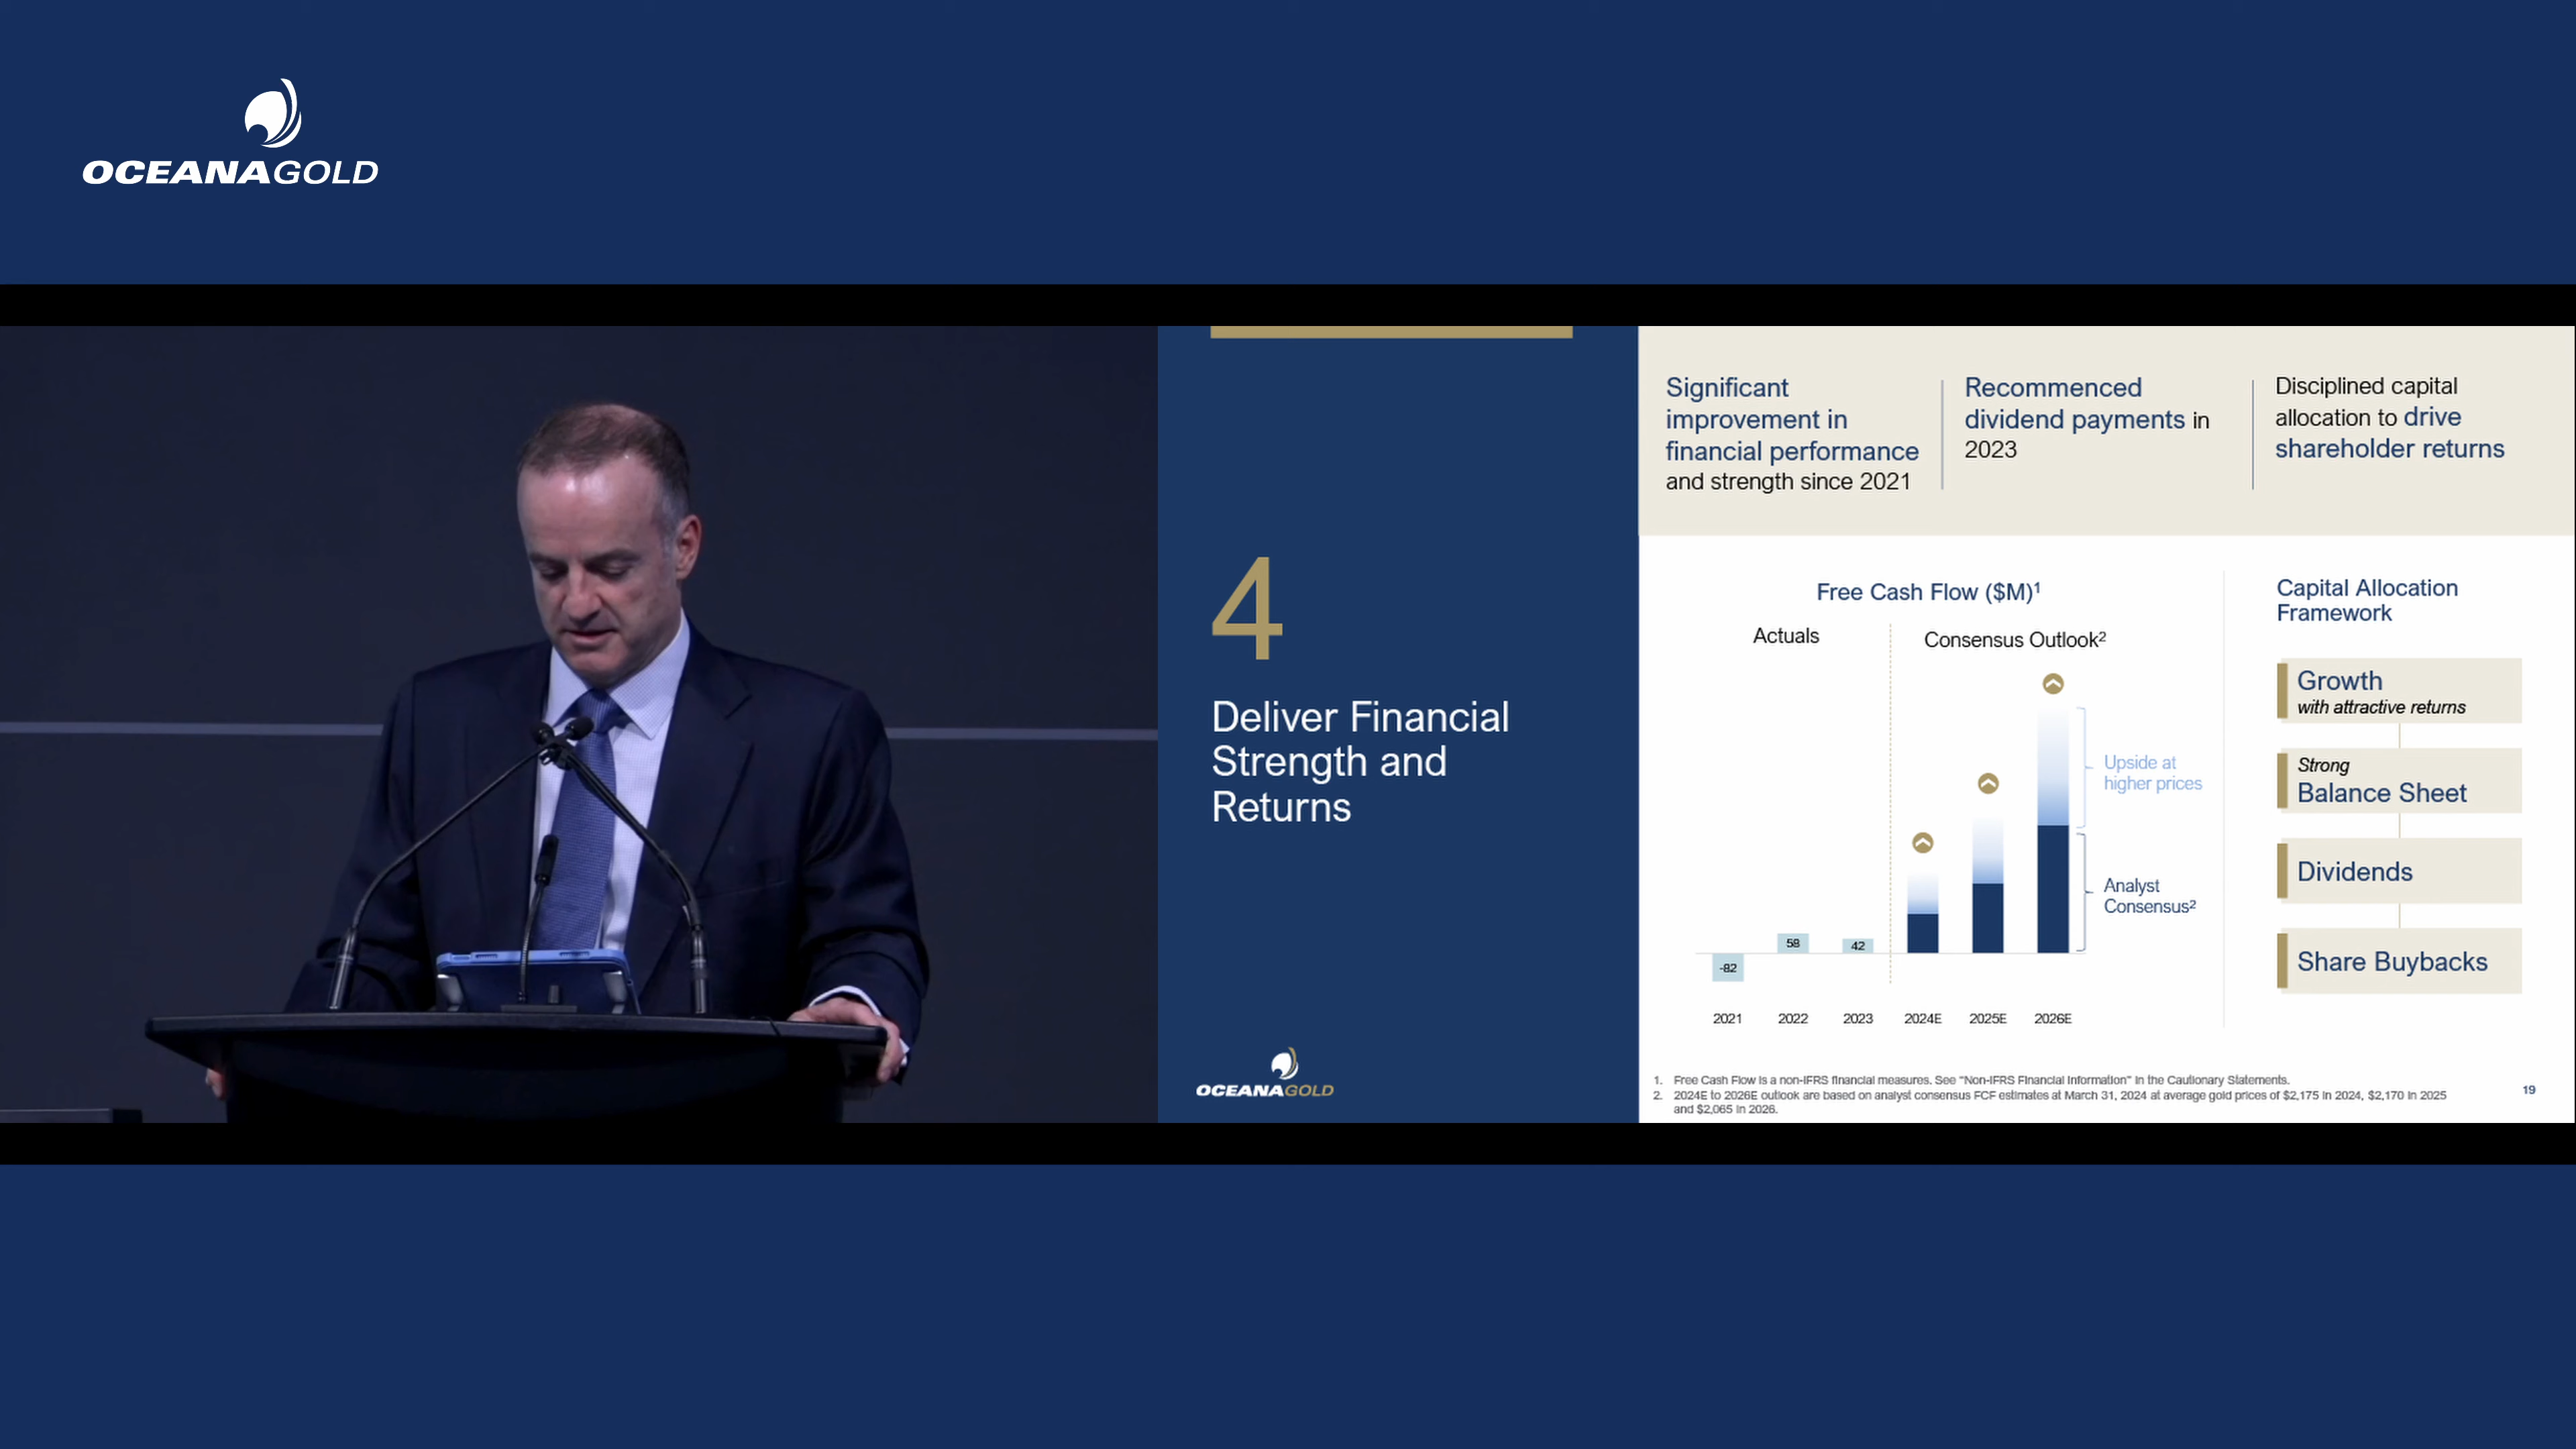 OCEANAGOLD
4
Deliver Financial
Strength and
Returns
OCEANAGOLD
Significant
improvement in
financial performance
and strength since 2021
Recommenced
dividend payments in
2023
Disciplined capital
allocation to drive
shareholder returns
Free Cash Flow ($M)¹
Actuals
Consensus Outlook²
Upside at
higher prices
Analyst
Consensus²
-82
58
42
2021
2022
2023
2024E
2025E
2026E
Capital Allocation
Framework
Growth
with attractive returns
Strong
Balance Sheet
Dividends
Share Buybacks
1. Free Cash Flow is a non-IFRS financial measures. See "Non-IFRS Financial Information" in the Cautionary Statements.
2. 2024E to 2026E outlook are based on analyst consensus FCF estimates at March 31, 2024 at average gold prices of $2,175 in 2024, $2,170 in 2025
and $2,065 in 2026.
19